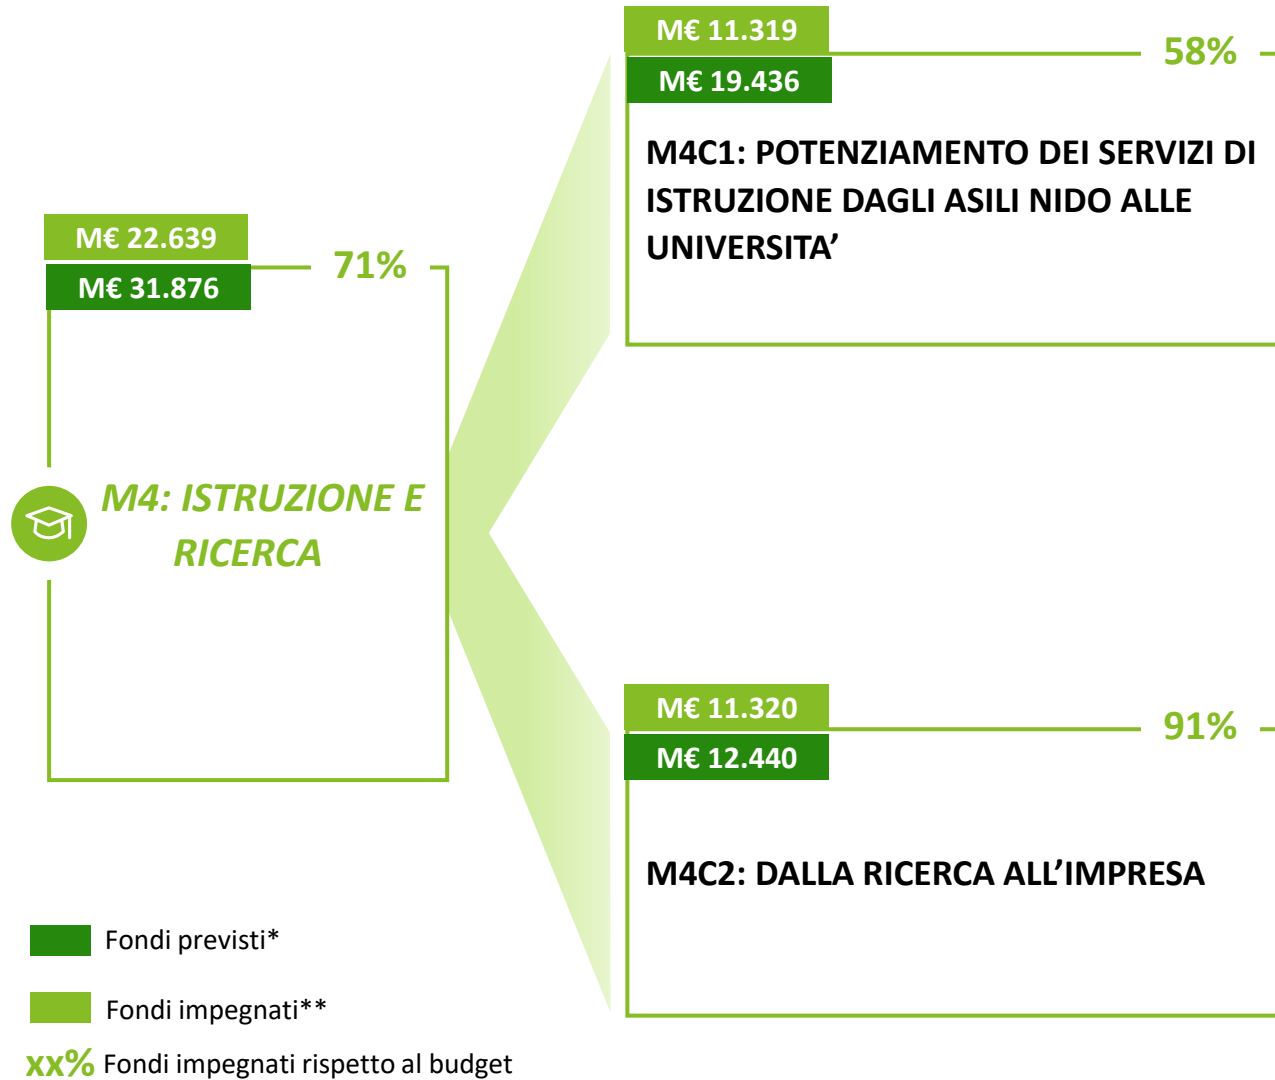 M€ 22.639
M€ 31.876
71%
M4: ISTRUZIONE E
RICERCA
M€ 11.319
M€ 19.436
58%
M4C1: POTENZIAMENTO DEI SERVIZI DI
ISTRUZIONE DAGLI ASILI NIDO ALLE
UNIVERSITA’
M€ 11.320
M€ 12.440
91%
M4C2: DALLA RICERCA ALL’IMPRESA
Fondi previsti*
Fondi impegnati**
xx% Fondi impegnati rispetto al budget